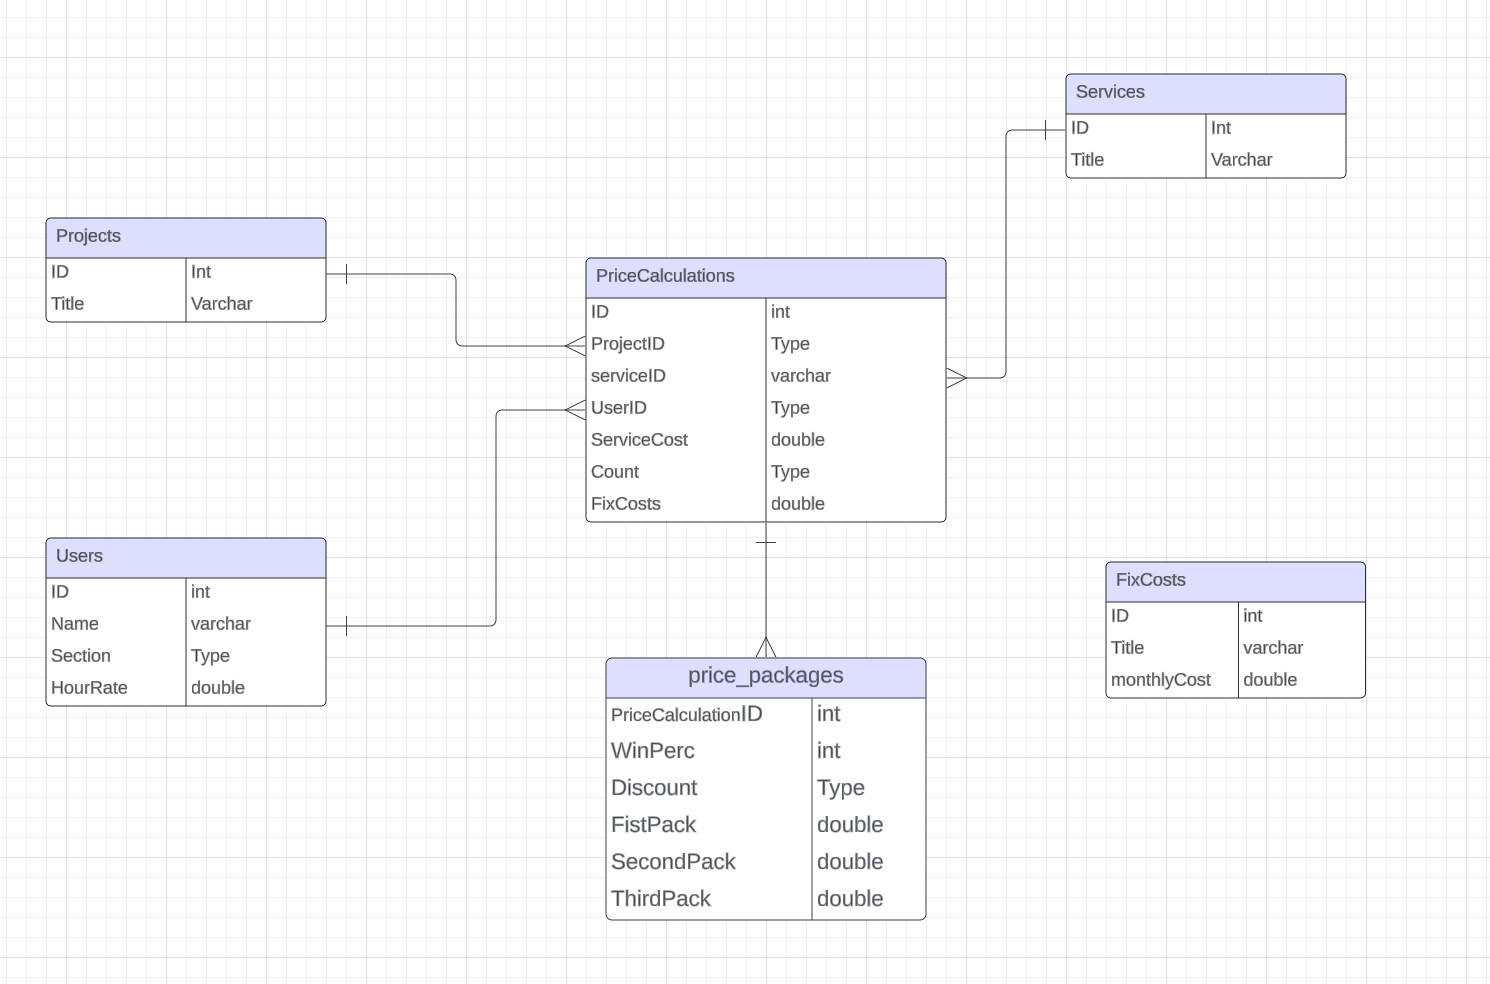 Services
ID Int
Title Varchar
Projects
ID Int
Title Varchar
PriceCalculations
ID int
ProjectID Type
serviceID varchar
UserID Type
ServiceCost double
Count Type
FixCosts double
Users
ID int
Name varchar
Section Type
HourRate double
FixCosts
ID int
Title varchar
monthlyCost double
price_packages
PriceCalculationID int
WinPerc int
Discount Type
FistPack double
SecondPack double
ThirdPack double